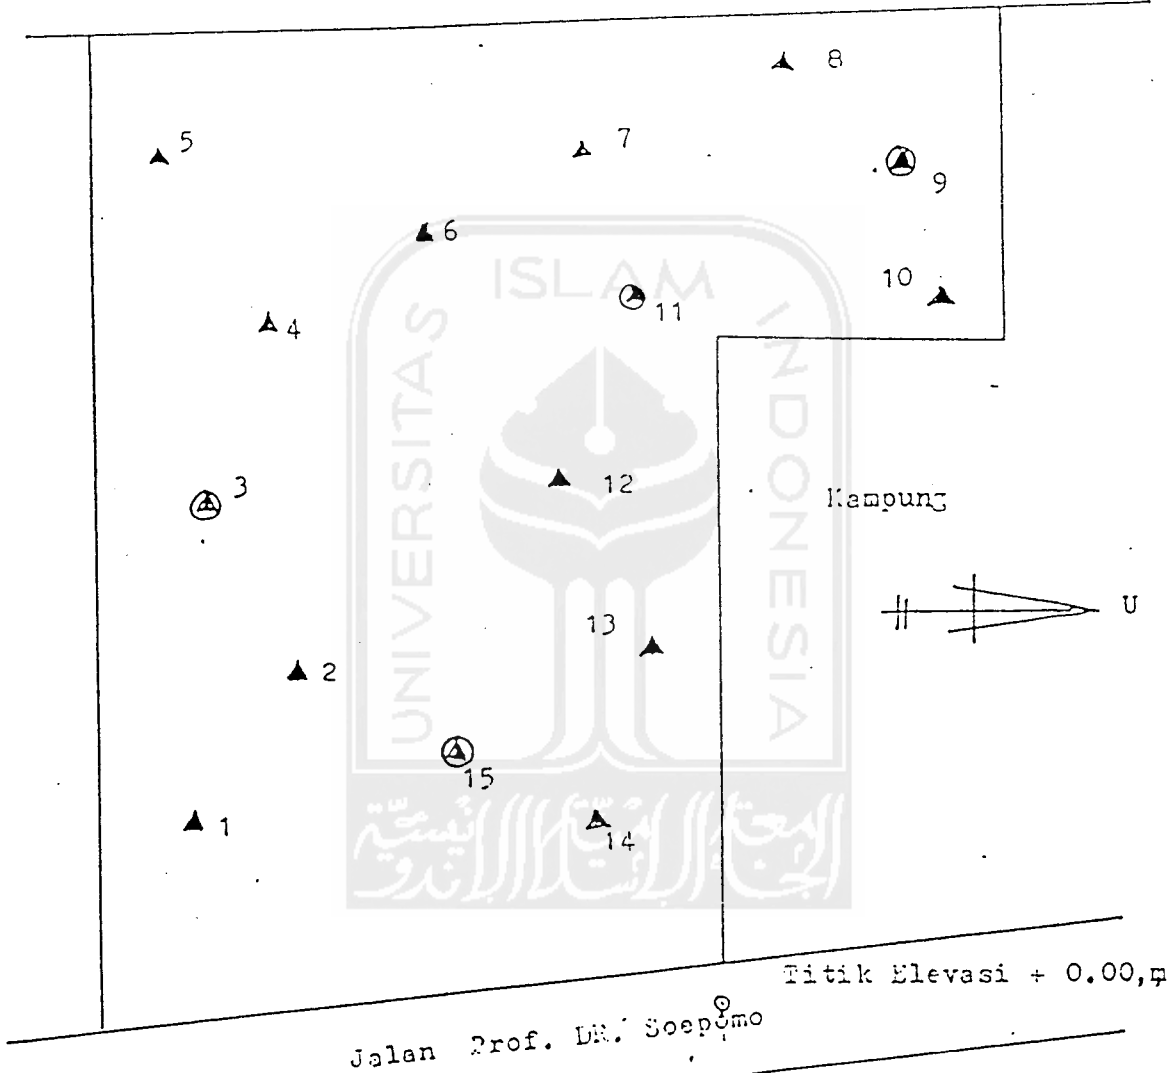 8
5
7
9
6
10
11
4
3
12
Kampung
U
13
2
15
1
14
Titik Elevasi + 0.00,m
Jalan Prof. DR. Soepomo
UNIVERSITAS
ISLAM
INDONESIA